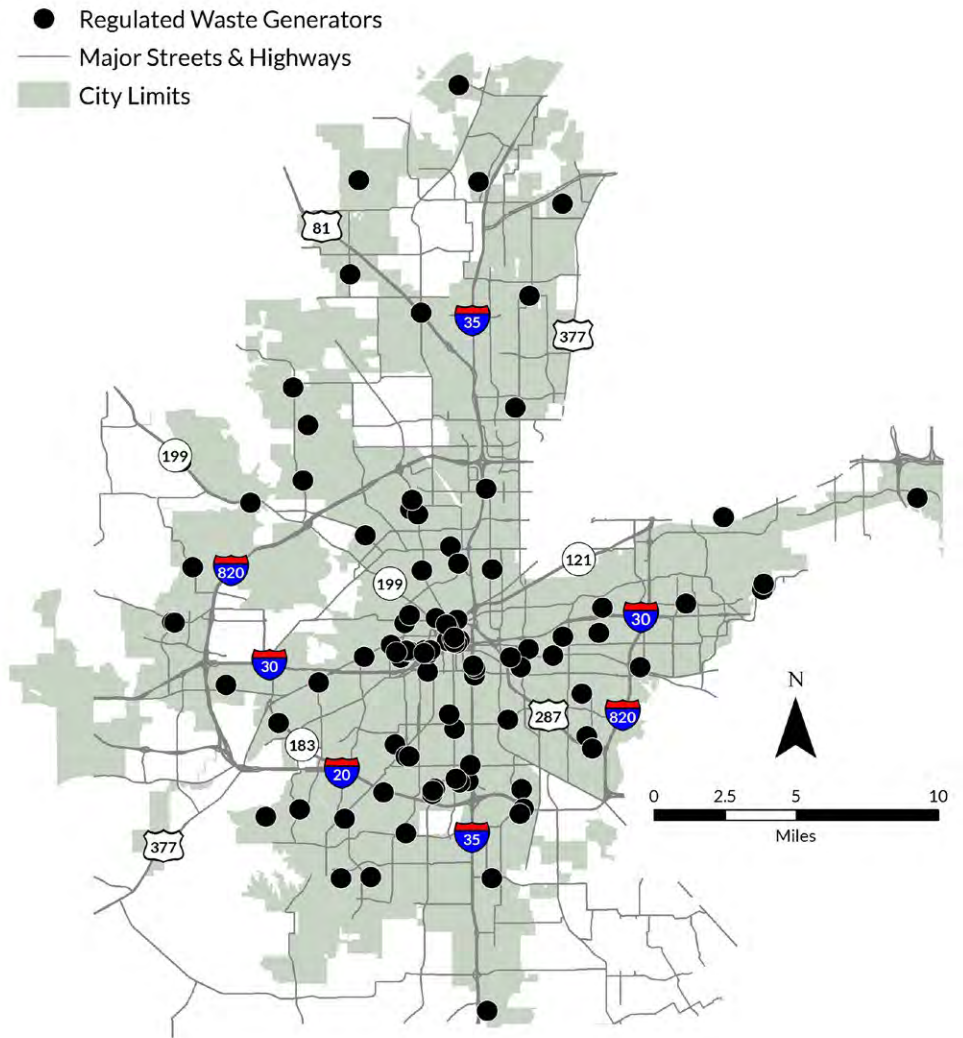 Regulated Waste Generators
Major Streets & Highways
City Limits
81
35
377
199
820
199
121
30
30
287
820
183
20
N
0 2.5 5 10
Miles
35
377